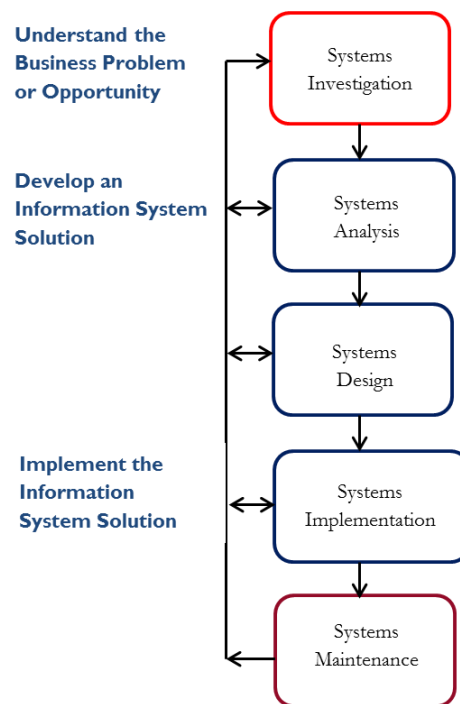 Understand the
Business Problem
or Opportunity
Systems
Investigation
Develop an
Information System
Solution
Systems
Analysis
Systems
Design
Implement the
Information
System Solution
Systems
Implementation
Systems
Maintenance